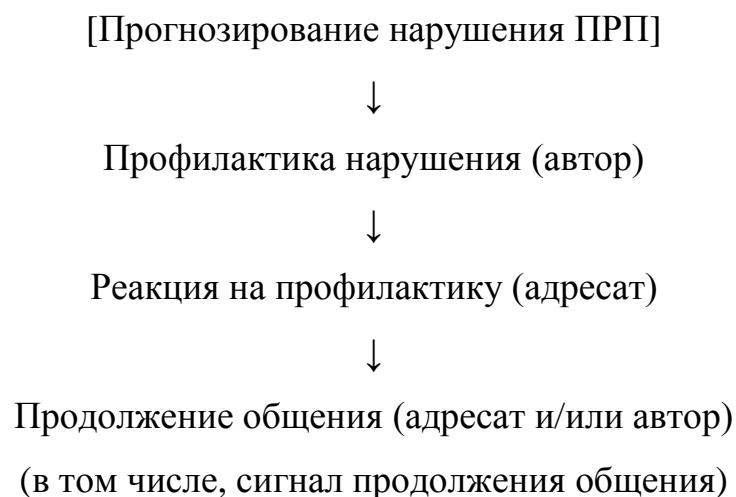 [Прогнозирование нарушения ПРП]
↓
Профилактика нарушения (автор)
↓
Реакция на профилактику (адресат)
↓
Продолжение общения (адресат и/или автор)
(в том числе, сигнал продолжения общения)